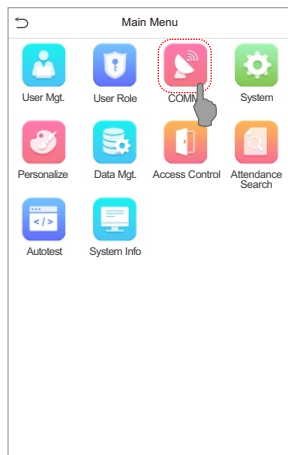 Main Menu
User Mgt. User Role COMM. System
Personalize Data Mgt. Access Control Attendance
Search
</>
Autotest System Info